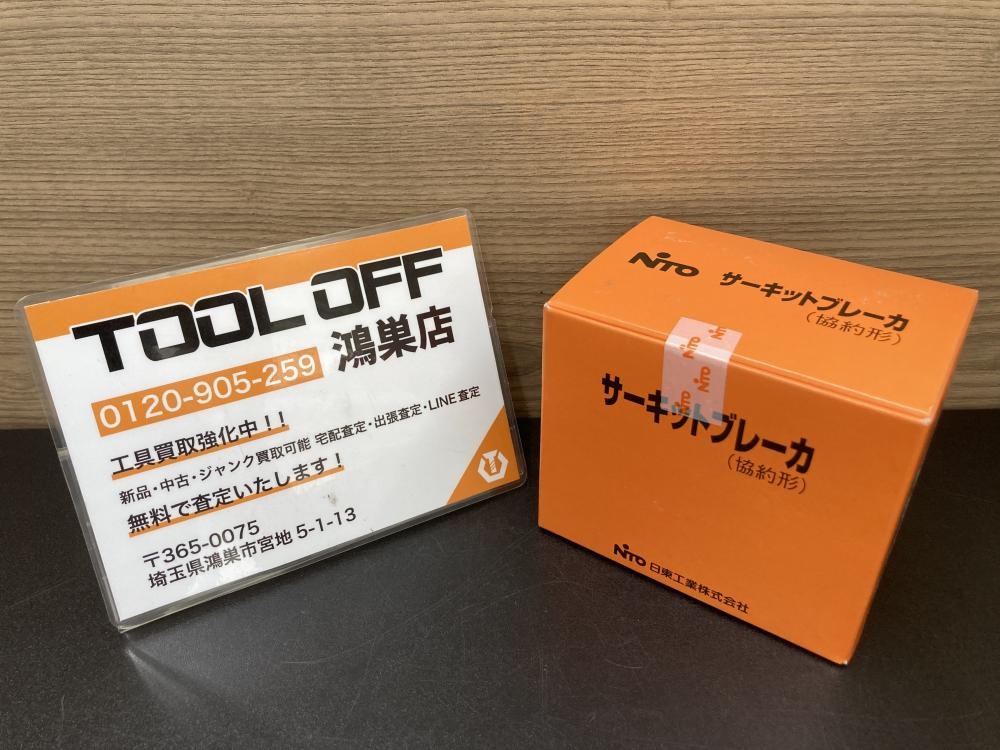 TOOL OFF
鴻巣店
0120-905-259
工具買取強化中!!
新品・中古・ジャンク買取可能 宅配査定・出張査定・LINE査定
無料で査定いたします!
〒365-0075
埼玉県鴻巣市宮地 5-1-13
NITO サーキットブレーカ
(協約形)
サーキットブレーカ
(協約形)
NITO 日東工業株式会社